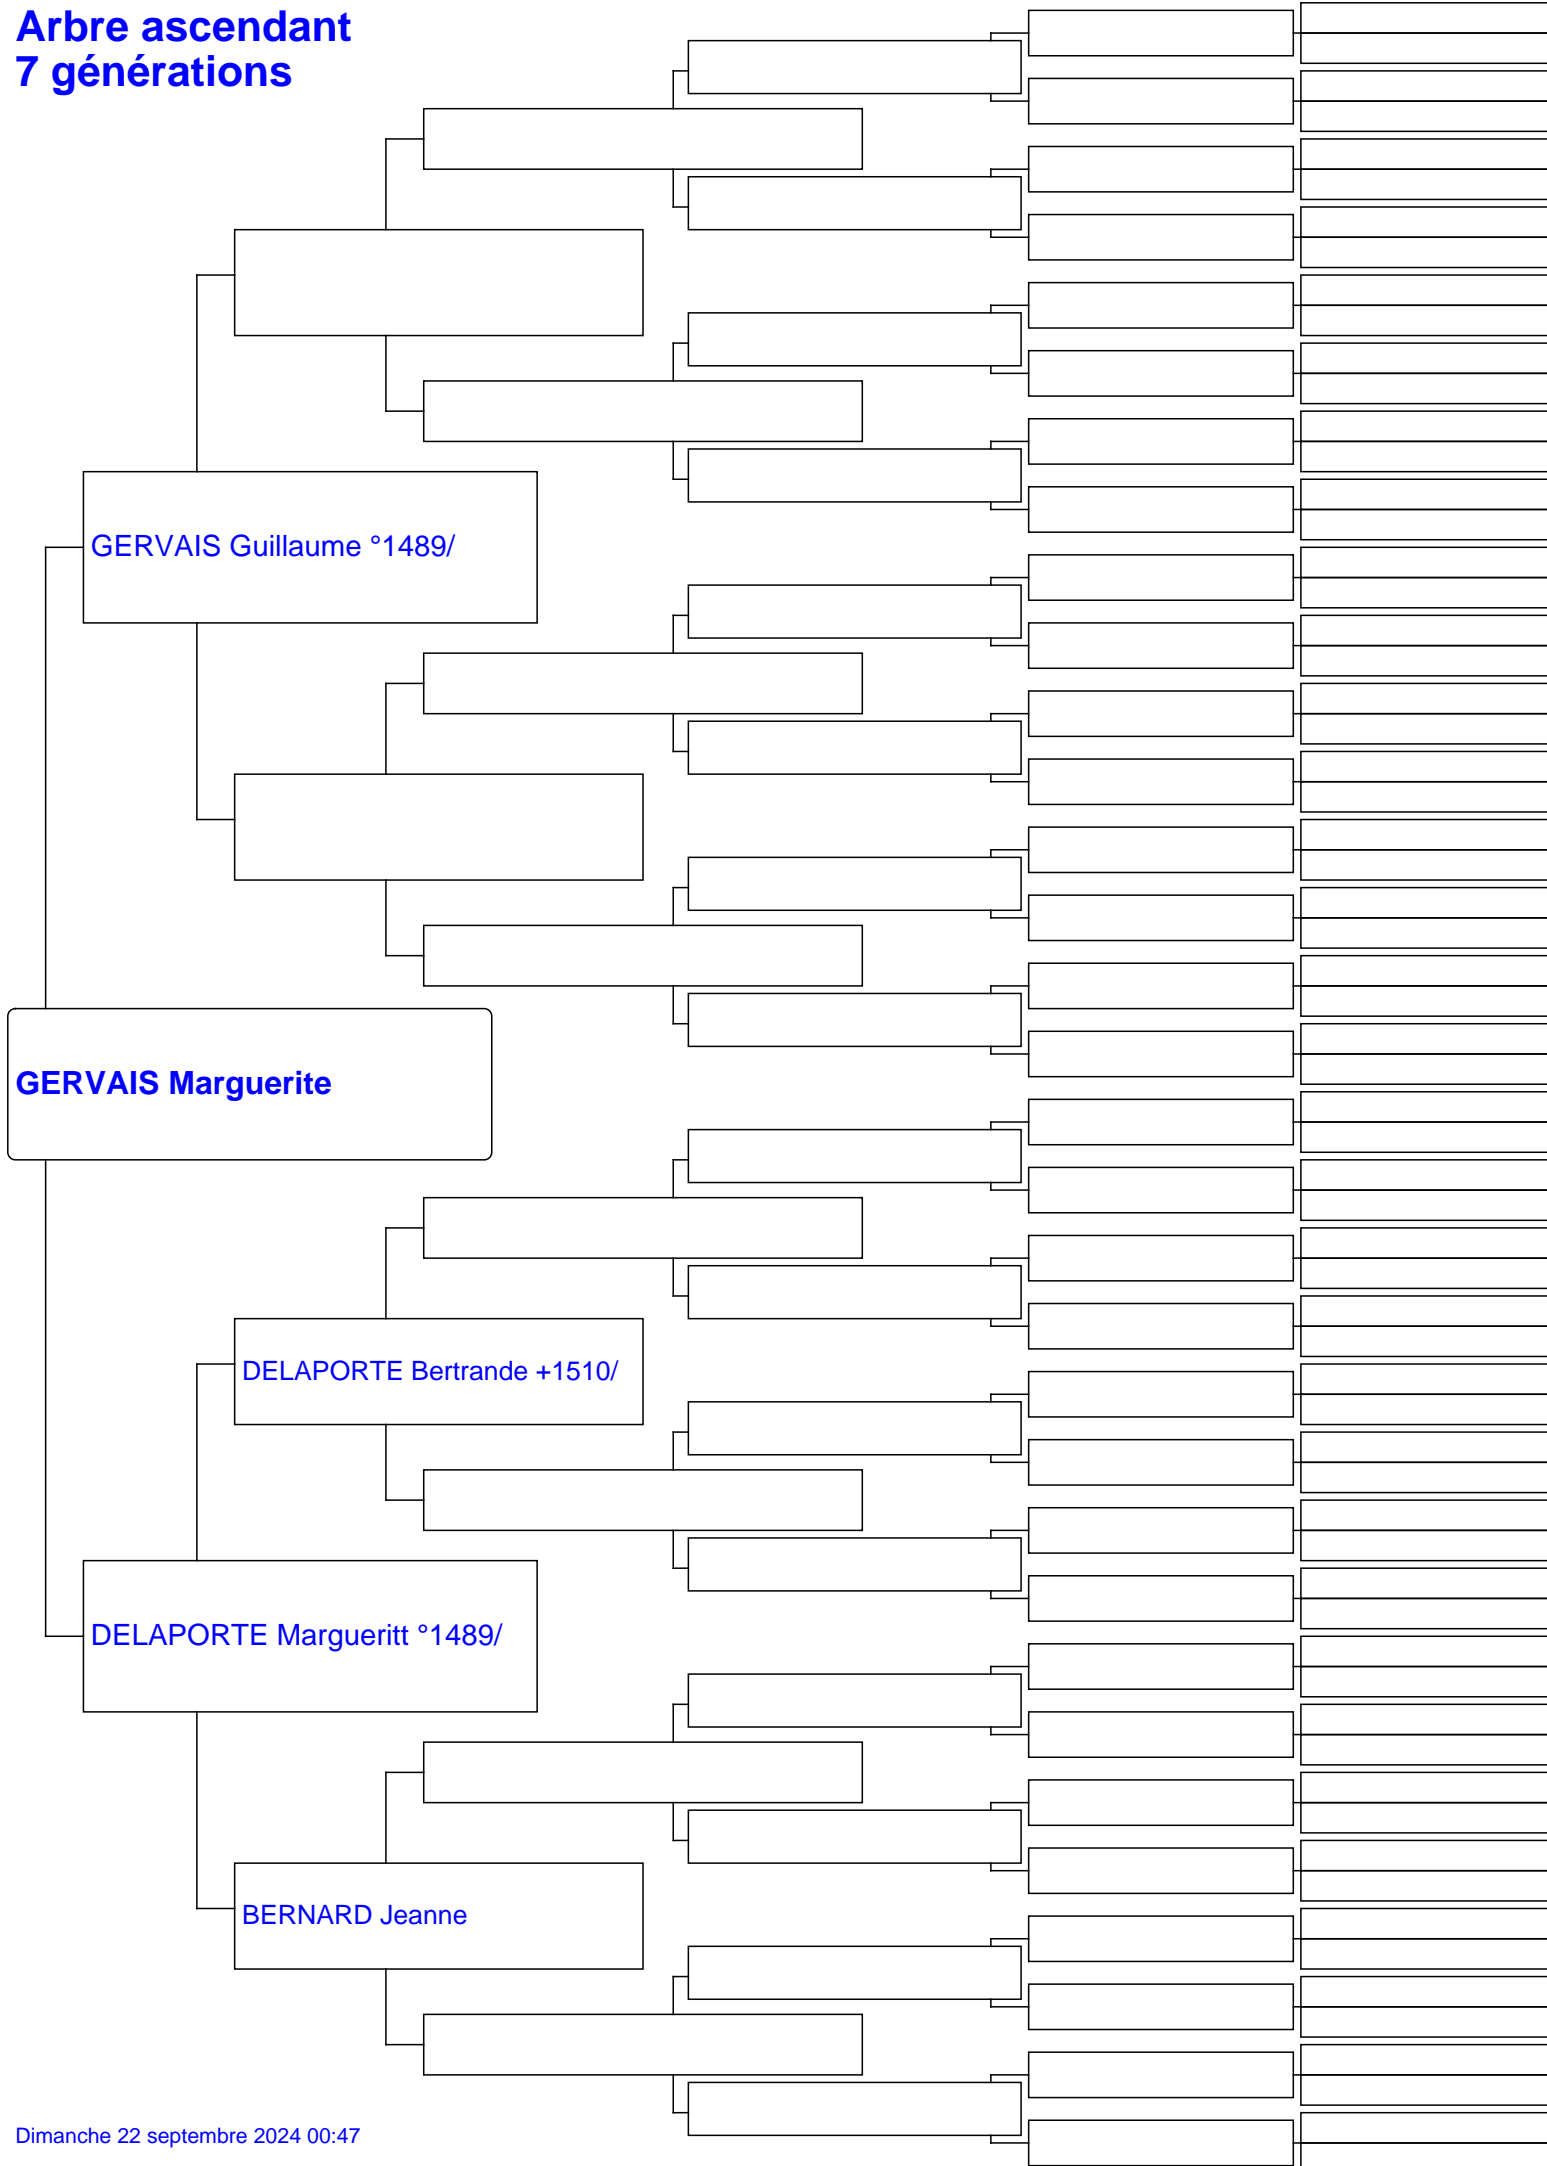 Arbre ascendant
7 générations
GERVAIS Guillaume °1489/
GERVAIS Marguerite
DELAPORTE Bertrande +1510/
DELAPORTE Margueritt °1489/
BERNARD Jeanne
Dimanche 22 septembre 2024 00:47